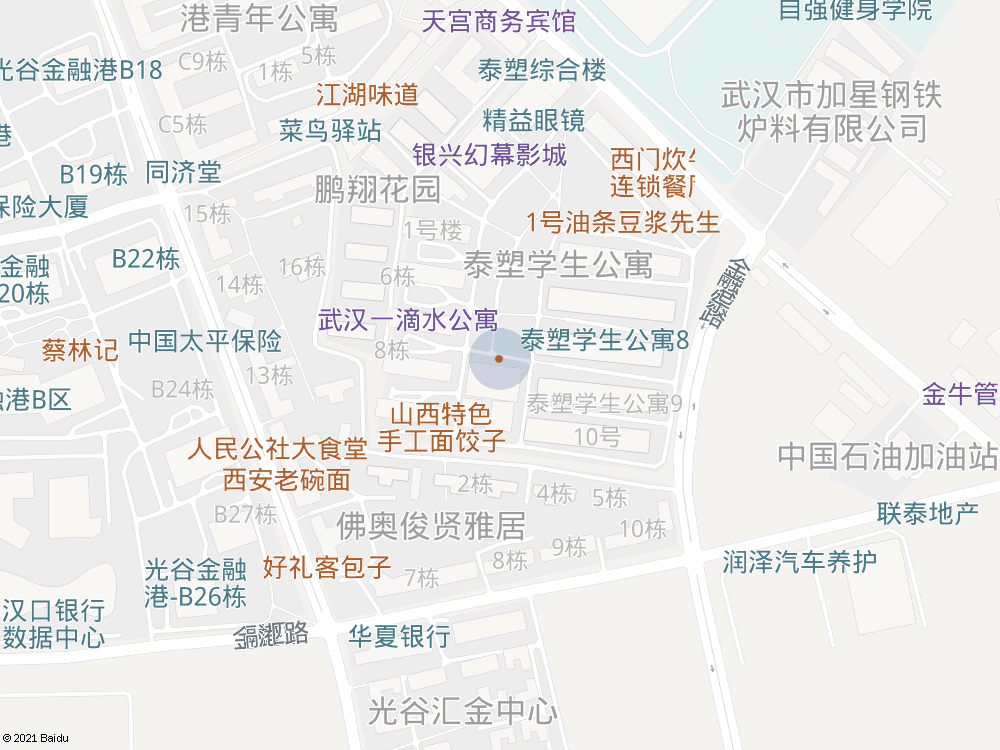 港青年公寓
天宫商务宾馆
自强健身学院
C9栋
5栋
1栋
光谷金融港B18
泰塑综合楼
江湖味道
武汉市加星钢铁
炉料有限公司
C5栋
菜鸟驿站
精益眼镜
港
银兴幻幕影城
西门炊
连锁餐
B19栋
同济堂
鹏翔花园
保险大厦
15栋
1号楼
1号油条豆浆先生
B22栋
金融
20栋
16栋
6栋
泰塑学生公寓
14栋
武汉一滴水公寓
泰塑学生公寓8
蔡林记
中国太平保险
8栋
13栋
B24栋
融港B区
泰塑学生公寓9
金牛管
山西特色
手工面饺子
10号
人民公社大食堂
西安老碗面
中国石油加油站
2栋
4栋
5栋
B27栋
佛奥俊贤雅居
10栋
联泰地产
9栋
8栋
润泽汽车养护
光谷金融
港-B26栋
好礼客包子
7栋
汉口银行
数据中心
华夏银行
光谷汇金中心
© 2021 Baidu